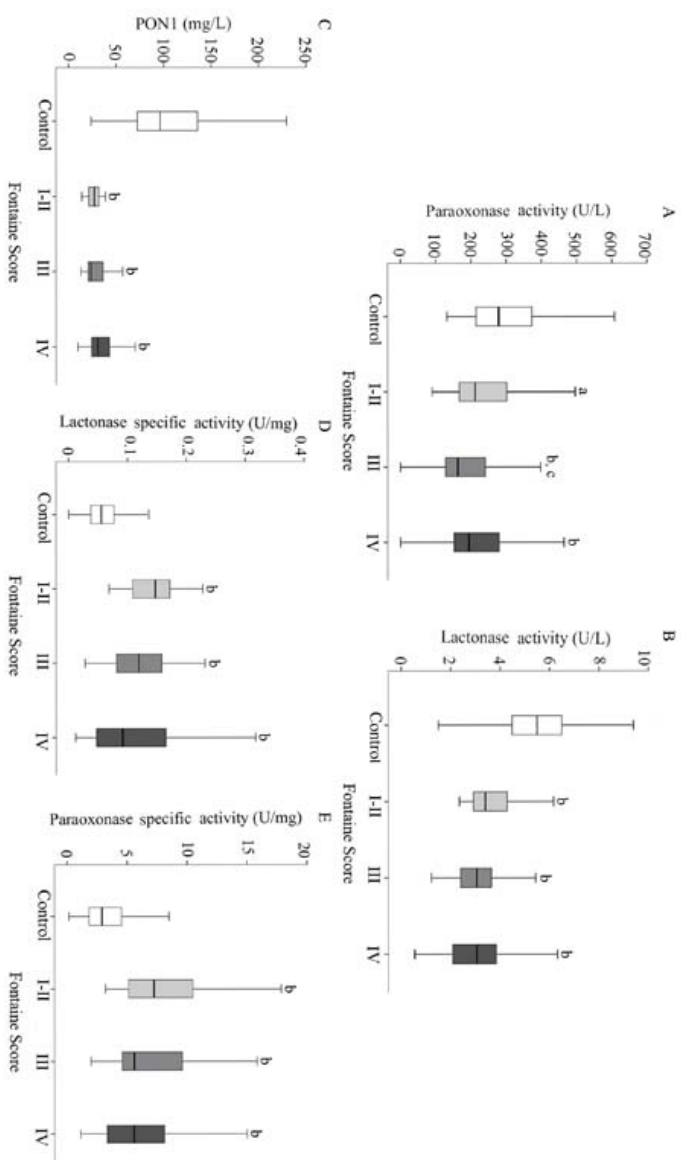 A
Paraoxonase activity (U/L)
700
600
500
400
300
200
100
0
a
b, c
b
Control
I-II
III
IV
Fontaine Score
B
Lactonase activity (U/L)
10
8
6
4
2
0
b
b
b
Control
I-II
III
IV
Fontaine Score
C
PON1 (mg/L)
250
200
150
100
50
0
b
b
b
Control
I-II
III
IV
Fontaine Score
D
Lactonase specific activity (U/mg)
0.4
0.3
0.2
0.1
0
b
b
b
Control
I-II
III
IV
Fontaine Score
E
Paraoxonase specific activity (U/mg)
20
15
10
5
0
b
b
b
Control
I-II
III
IV
Fontaine Score